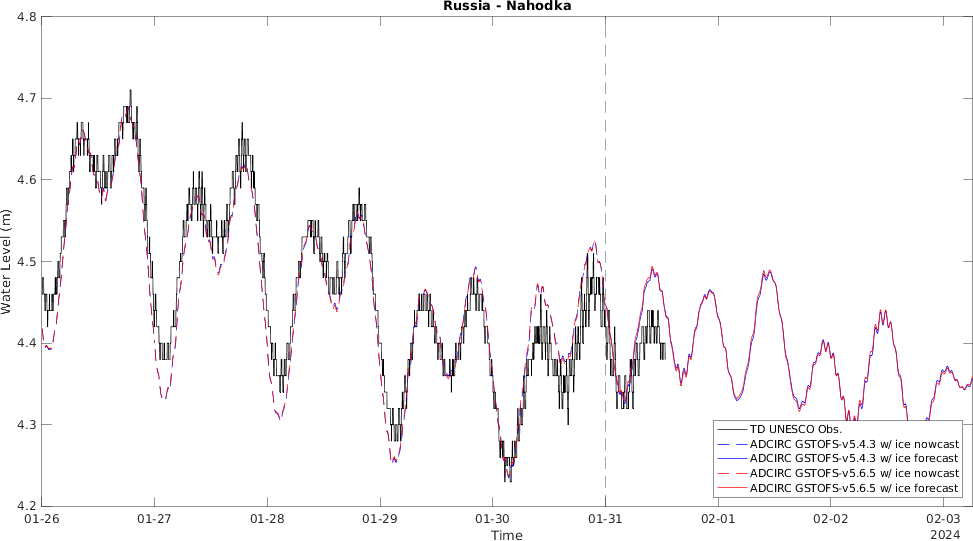 Russia - Nahodka
4.8
4.7
4.6
4.5
4.4
4.3
4.2
Water Level (m)
01-26
01-27
01-28
01-29
01-30
01-31
02-01
02-02
02-03
Time
2024
TD UNESCO Obs.
ADCIRC GSTOFS-v5.4.3 w/ ice nowcast
ADCIRC GSTOFS-v5.4.3 w/ ice forecast
ADCIRC GSTOFS-v5.6.5 w/ ice nowcast
ADCIRC GSTOFS-v5.6.5 w/ ice forecast